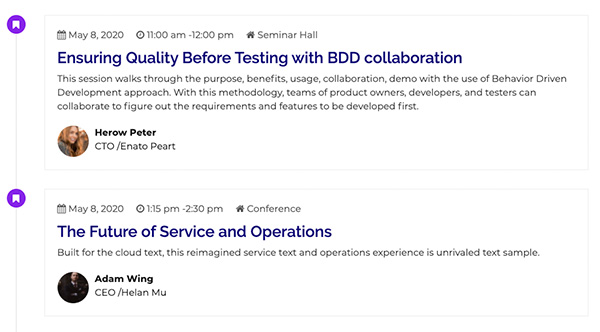 May 8, 2020 11:00 am -12:00 pm Seminar Hall
Ensuring Quality Before Testing with BDD collaboration
This session walks through the purpose, benefits, usage, collaboration, demo with the use of Behavior Driven
Development approach. With this methodology, teams of product owners, developers, and testers can
collaborate to figure out the requirements and features to be developed first.
Herow Peter
CTO /Enato Peart
May 8, 2020 1:15 pm -2:30 pm Conference
The Future of Service and Operations
Built for the cloud text, this reimagined service text and operations experience is unrivaled text sample.
Adam Wing
CEO /Helan Mu